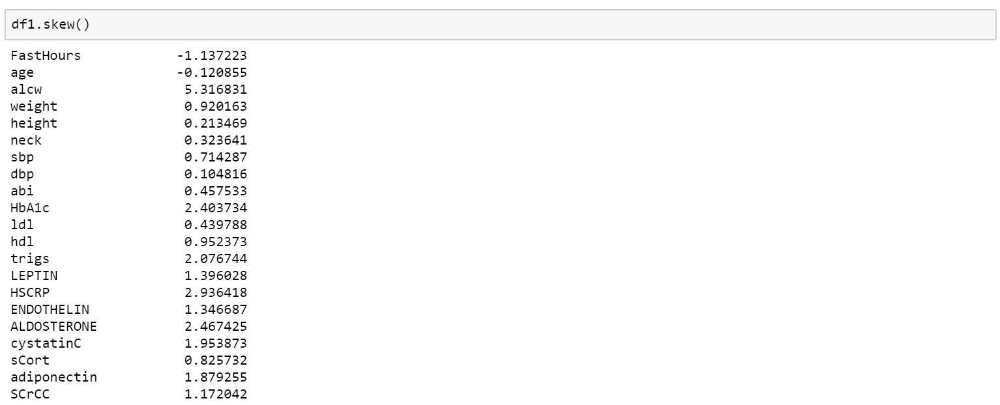 df1.skew()
FastHours -1.137223
age -0.120855
alcw 5.316831
weight 0.920163
height 0.213469
neck 0.323641
sbp 0.714287
dbp 0.104816
abi 0.457533
HbA1c 2.403734
ldl 0.439788
hdl 0.952373
trigs 2.076744
LEPTIN 1.396028
HSCRP 2.936418
ENDOTHELIN 1.346687
ALDOSTERONE 2.467425
cystatinC 1.953873
sCort 0.825732
adiponectin 1.879255
SCrCC 1.172042